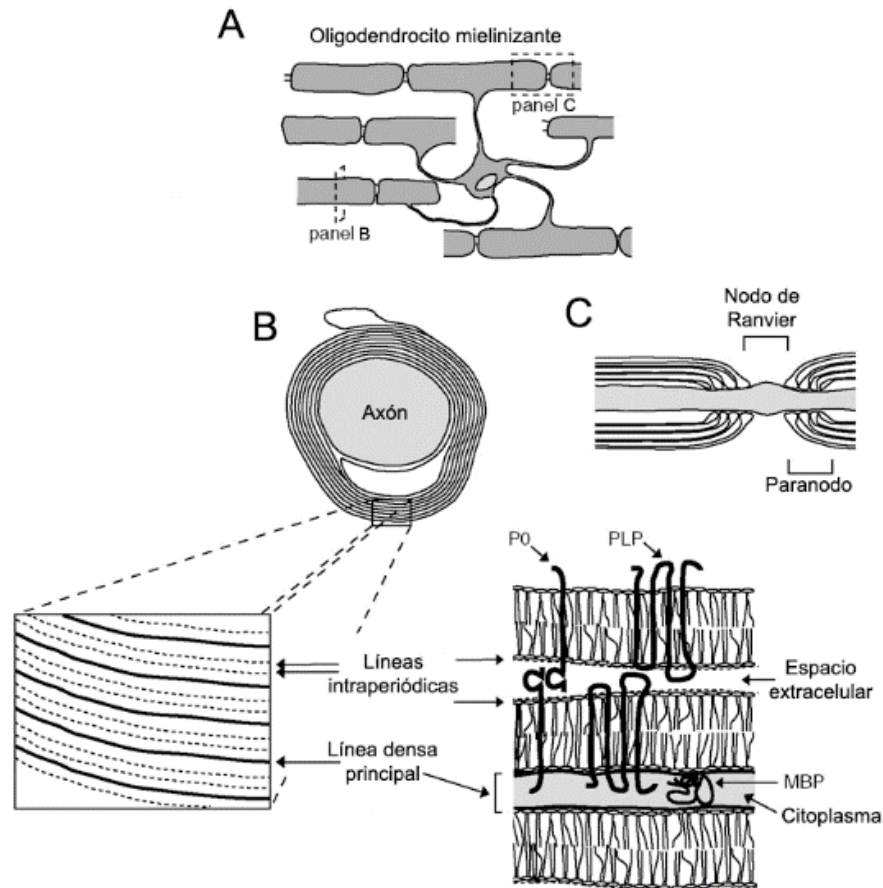 A
Oligodendrocito mielinizante
panel C
panel B
B
Axón
C
Nodo de
Ranvier
Paranodo
P0
PLP
Líneas
intraperiódicas
Espacio
extracelular
Línea densa
principal
MBP
Citoplasma